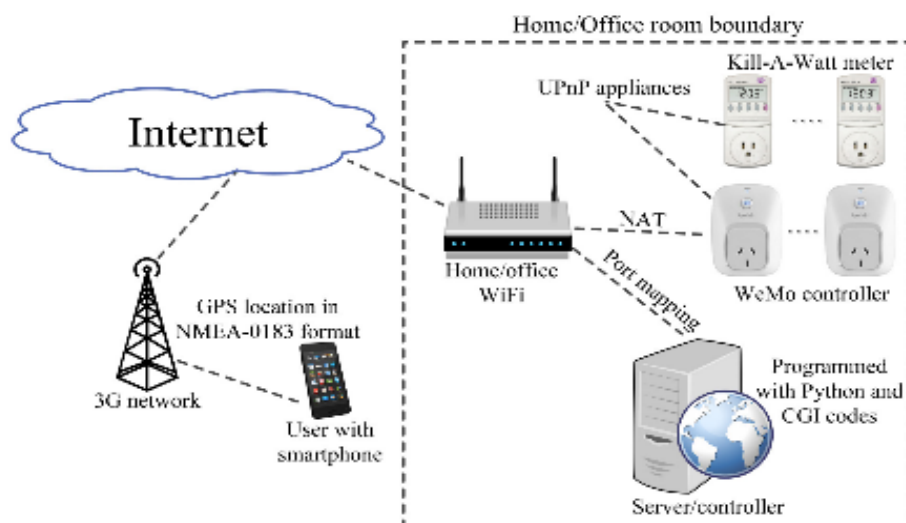 Home/Office room boundary
Kill-A-Watt meter
UPnP appliances
Internet
NAT
Home/office
WiFi
Port mapping
WeMo controller
GPS location in
NMEA-0183 format
3G network
User with
smartphone
Programmed
with Python and
CGI codes
Server/controller